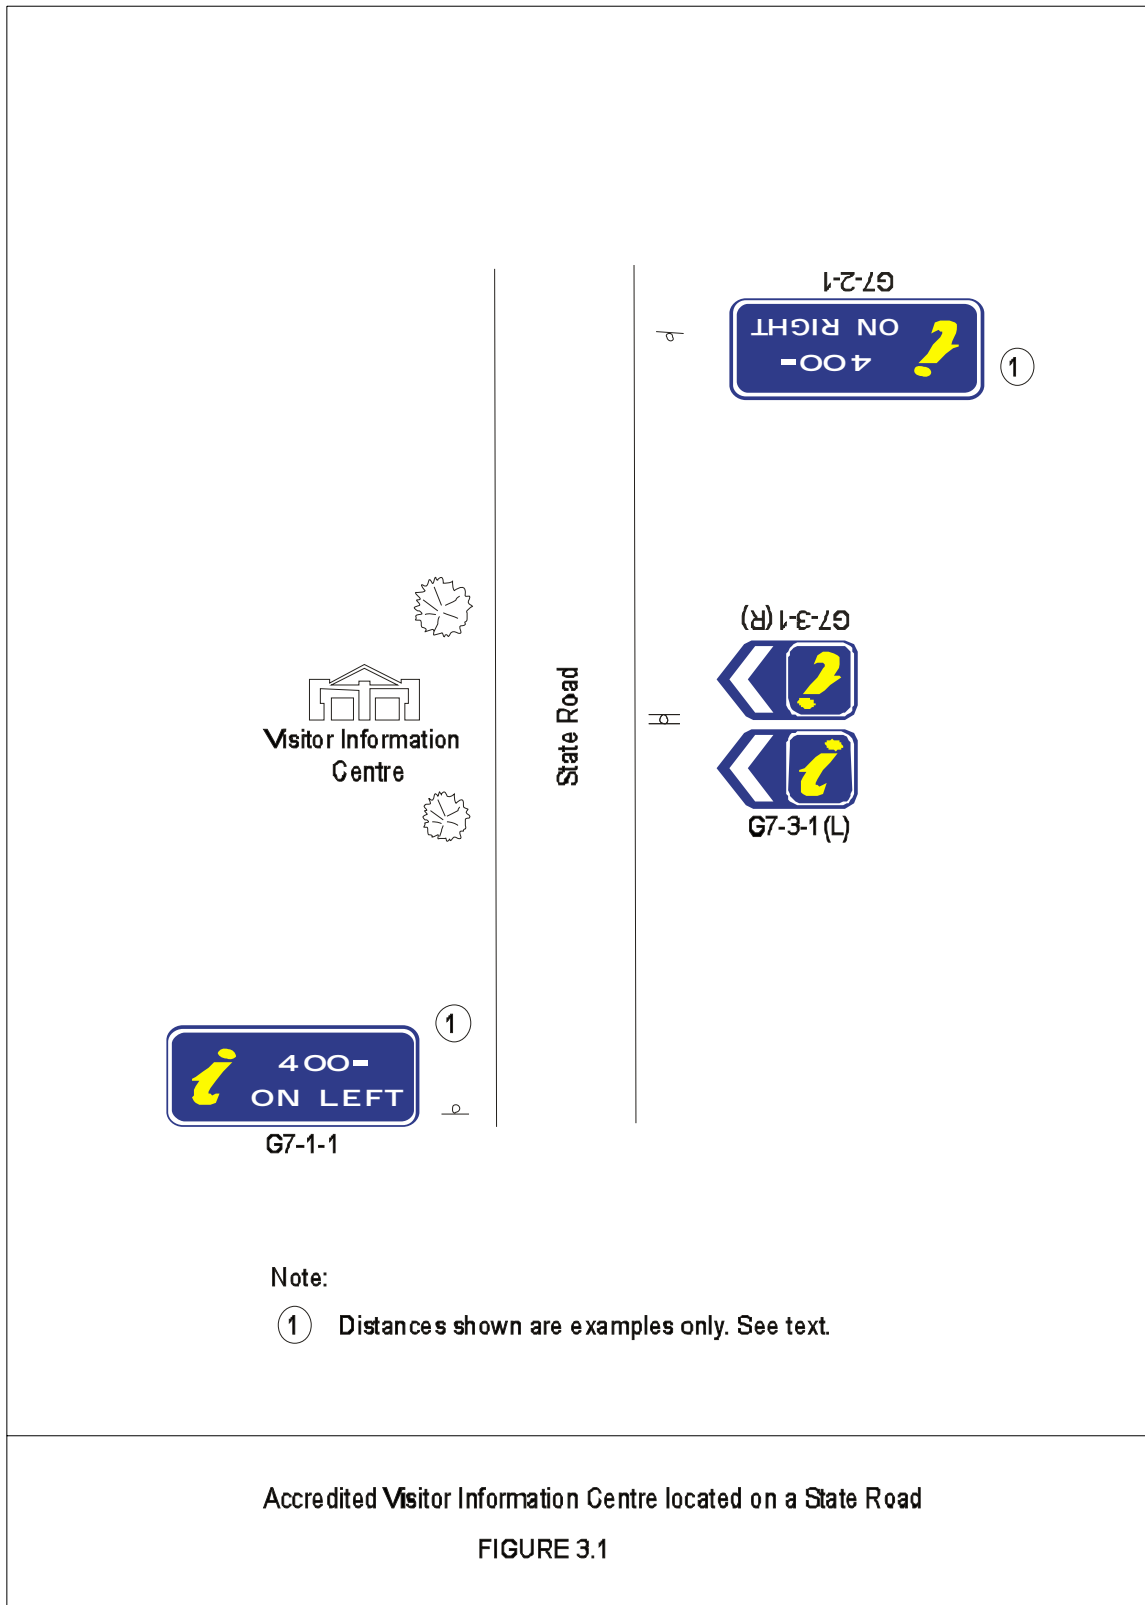 G7-2-1
400-
ON RIGHT
1
G7-3-1(R)
i
i
G7-3-1(L)
Visitor Information
Centre
State Road
1
i 400-
ON LEFT
G7-1-1
Note:
1 Distances shown are examples only. See text.
Accredited Visitor Information Centre located on a State Road
FIGURE 3.1